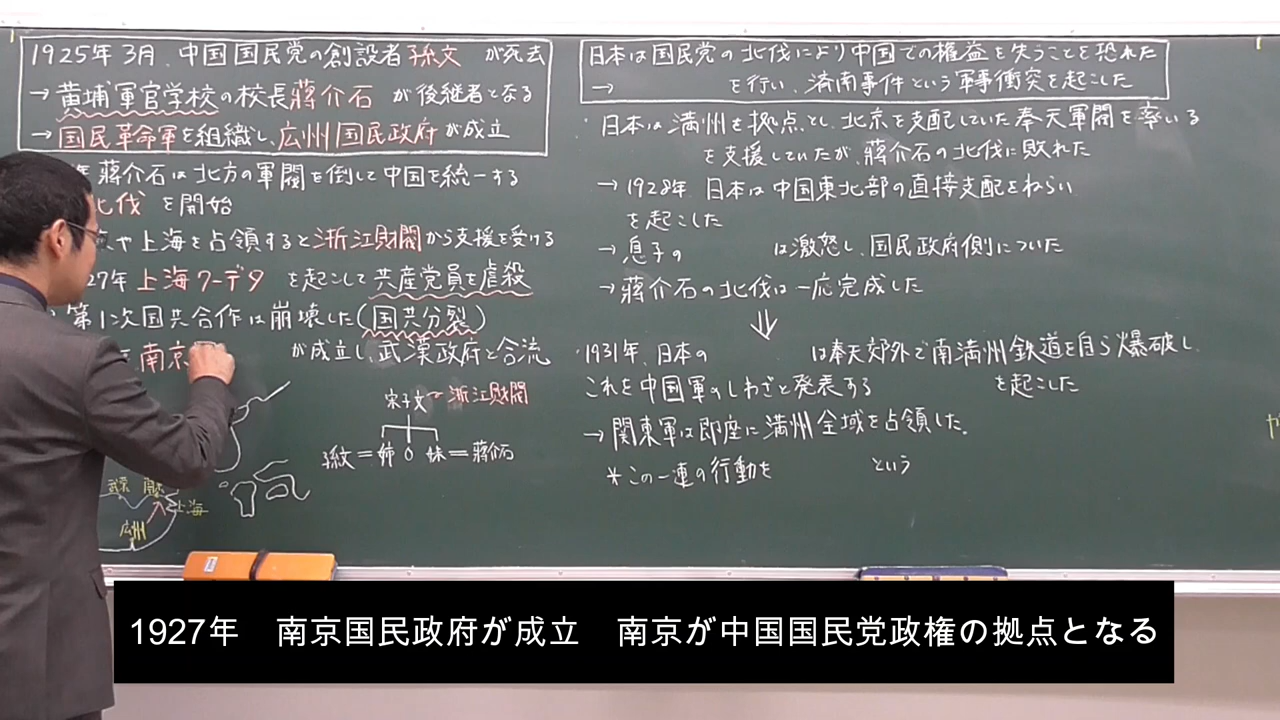 1925年3月、中国国民党の創設者孫文 が死去
→黄埔軍官学校の校長蔣介石 が後継者となる
→国民革命軍を組織し、広州国民政府が成立
蔣介石は北方の軍閥を倒して中国を統一する
北伐 を開始
や上海を占領すると浙江財閥から支援を受ける
27年 上海クーデタ を起こして共産党員を虐殺
第1次国共合作は崩壊した(国共分裂)
南京 が成立し、武漢政府と合流
宋子文 浙江財閥
孫文=姉 妹=蔣介石
南京
上海
広州
日本は国民党の北伐により中国での権益を失うことを恐れた
→ を行い、済南事件という軍事衝突を起こした
・日本は満州を拠点とし、北京を支配していた奉天軍閥を率いる
を支援していたが、蔣介石の北伐に敗れた
→1928年 日本は中国東北部の直接支配をねらい
を起こした
→息子の は激怒し、国民政府側についた
→蔣介石の北伐は一応完成した
⇓
・1931年、日本の は奉天郊外で南満州鉄道を自ら爆破し、
これを中国軍のしわざと発表する を起こした
→関東軍は即座に満州全域を占領した。
*この一連の行動を という
1927年 南京国民政府が成立 南京が中国国民党政権の拠点となる